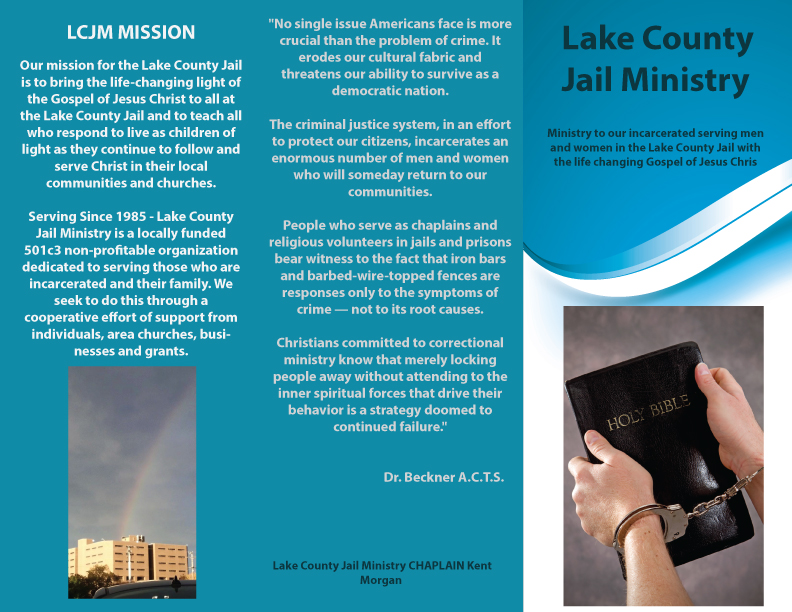 LCJM MISSION
Our mission for the Lake County Jail
is to bring the life-changing light of
the Gospel of Jesus Christ to all at
the Lake County Jail and to teach all
who respond to live as children of
light as they continue to follow and
serve Christ in their local
communities and churches.
Serving Since 1985 - Lake County
Jail Ministry is a locally funded
501c3 non-profitable organization
dedicated to serving those who are
incarcerated and their family. We
seek to do this through a
cooperative effort of support from
individuals, area churches, busi-
nesses and grants.
"No single issue Americans face is more
crucial than the problem of crime. It
erodes our cultural fabric and
threatens our ability to survive as a
democratic nation.
The criminal justice system, in an effort
to protect our citizens, incarcerates an
enormous number of men and women
who will someday return to our
communities.
People who serve as chaplains and
religious volunteers in jails and prisons
bear witness to the fact that iron bars
and barbed-wire-topped fences are
responses only to the symptoms of
crime — not to its root causes.
Christians committed to correctional
ministry know that merely locking
people away without attending to the
inner spiritual forces that drive their
behavior is a strategy doomed to
continued failure."
Dr. Beckner A.C.T.S.
Lake County Jail Ministry CHAPLAIN Kent
Morgan
Lake County
Jail Ministry
Ministry to our incarcerated serving men
and women in the Lake County Jail with
the life changing Gospel of Jesus Chris
HOLY BIBLE